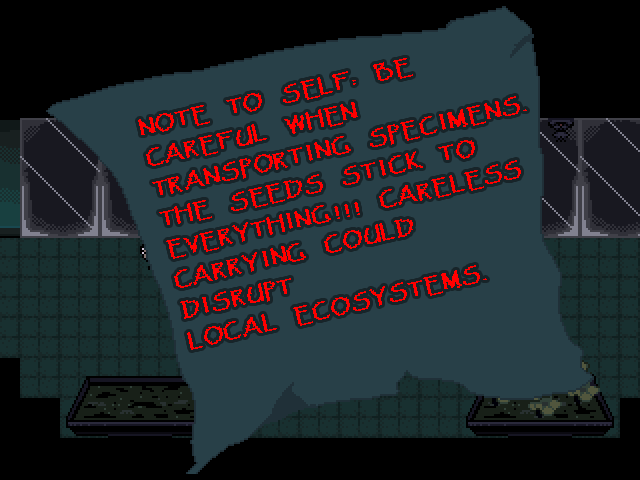 NOTE TO SELF: BE
CAREFUL WHEN
TRANSPORTING SPECIMENS.
THE SEEDS STICK TO
EVERYTHING!!! CARELESS
CARRYING COULD
DISRUPT
LOCAL ECOSYSTEMS.